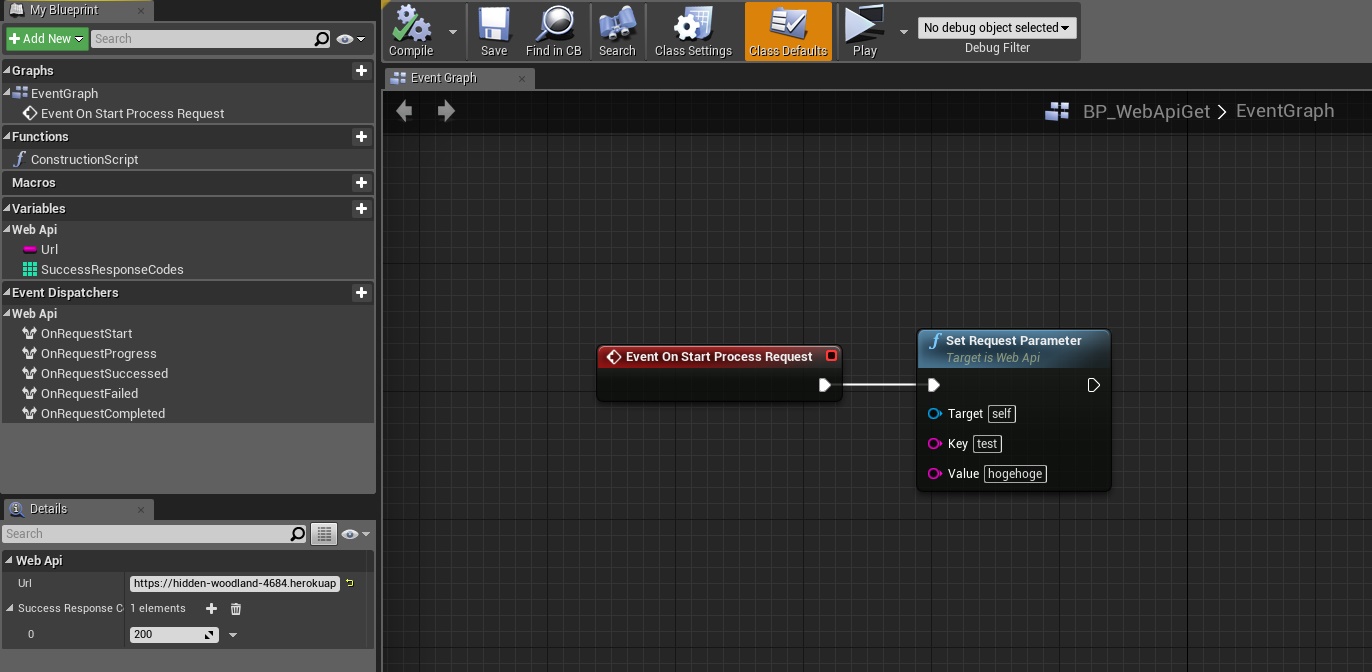 My Blueprint
Add New
Search
Graphs
EventGraph
Event On Start Process Request
Functions
ConstructionScript
Macros
Variables
Web Api
Url
SuccessResponseCodes
Event Dispatchers
Web Api
OnRequestStart
OnRequestProgress
OnRequestSuccessed
OnRequestFailed
OnRequestCompleted
Details
Search
Web Api
Url https://hidden-woodland-4684.herokuap
Success Response C 1 elements
0 200
Compile
Save
Find in CB
Search
Class Settings
Class Defaults
Play
No debug object selected
Debug Filter
Event Graph
BP_WebApiGet > EventGraph
Event On Start Process Request
f Set Request Parameter
Target is Web Api
Target self
Key test
Value hogehoge